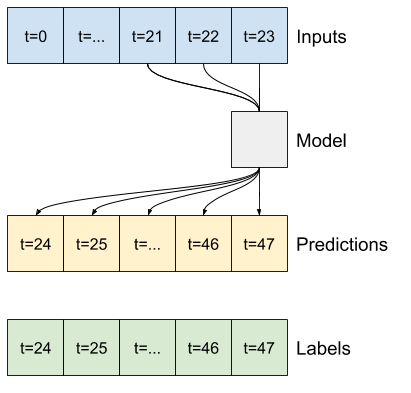 t=0 t=... t=21 t=22 t=23 Inputs
Model
t=24 t=25 t=... t=46 t=47 Predictions
t=24 t=25 t=... t=46 t=47 Labels